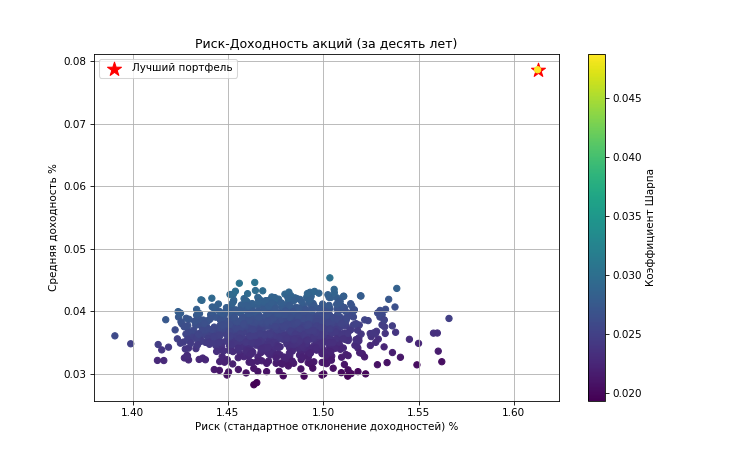 Риск-Доходность акций (за десять лет)
Лучший портфель
Средняя доходность %
0.08
0.07
0.06
0.05
0.04
0.03
1.40 1.45 1.50 1.55 1.60
Риск (стандартное отклонение доходностей) %
0.045
0.040
0.035
0.030
0.025
0.020
Коэффициент Шарпа